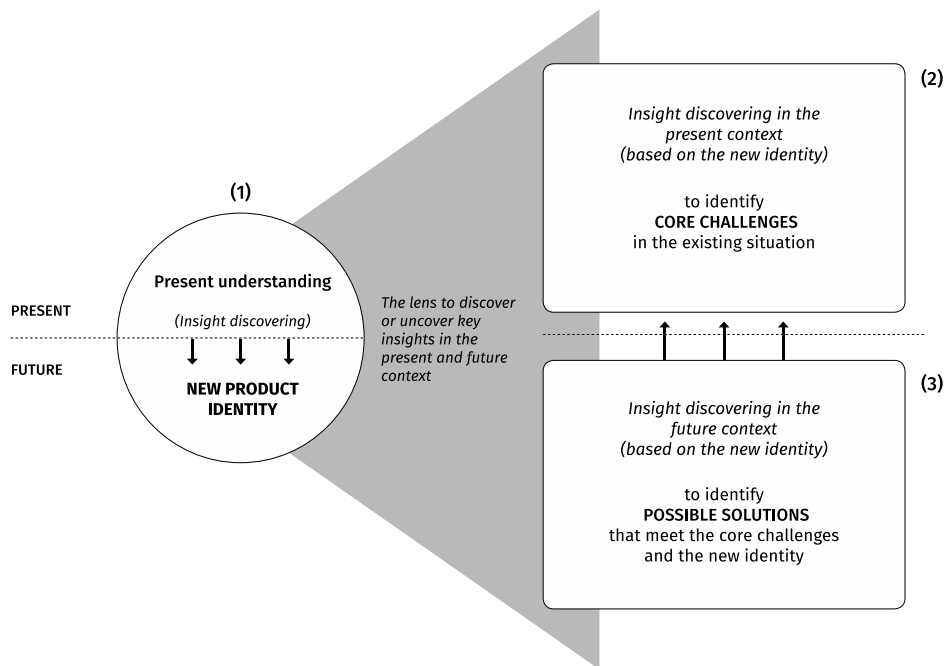 (1)
PRESENT
FUTURE
Present understanding
(Insight discovering)
NEW PRODUCT
IDENTITY
The lens to discover
or uncover key
insights in the
present and future
context
(2)
Insight discovering in the
present context
(based on the new identity)
to identify
CORE CHALLENGES
in the existing situation
(3)
Insight discovering in the
future context
(based on the new identity)
to identify
POSSIBLE SOLUTIONS
that meet the core challenges
and the new identity